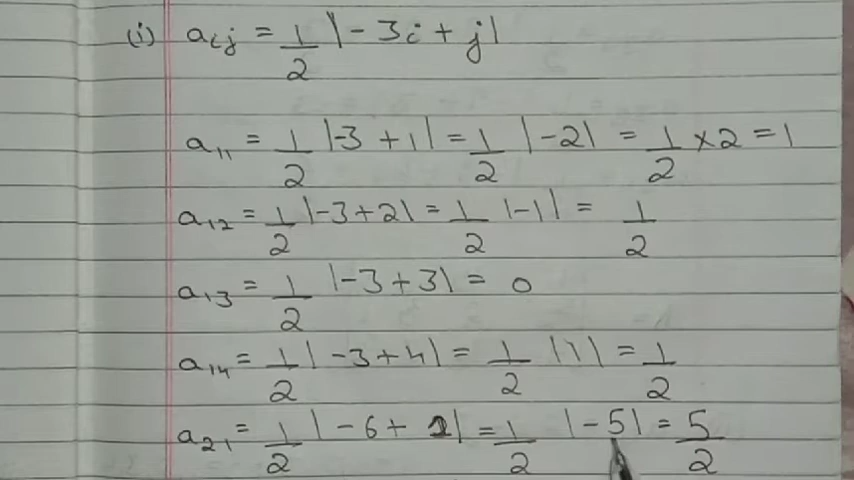 (i) aij = 1/2 |-3i + j|
a11 = 1/2 |-3 + 1| = 1/2 |-2| = 1/2 × 2 = 1
a12 = 1/2 |-3+2| = 1/2 |-1| = 1/2
a13 = 1/2 |-3+3| = 0
a14 = 1/2 |-3+4| = 1/2 |1| = 1/2
a21 = 1/2 |-6+1| = 1/2 |-5| = 5/2